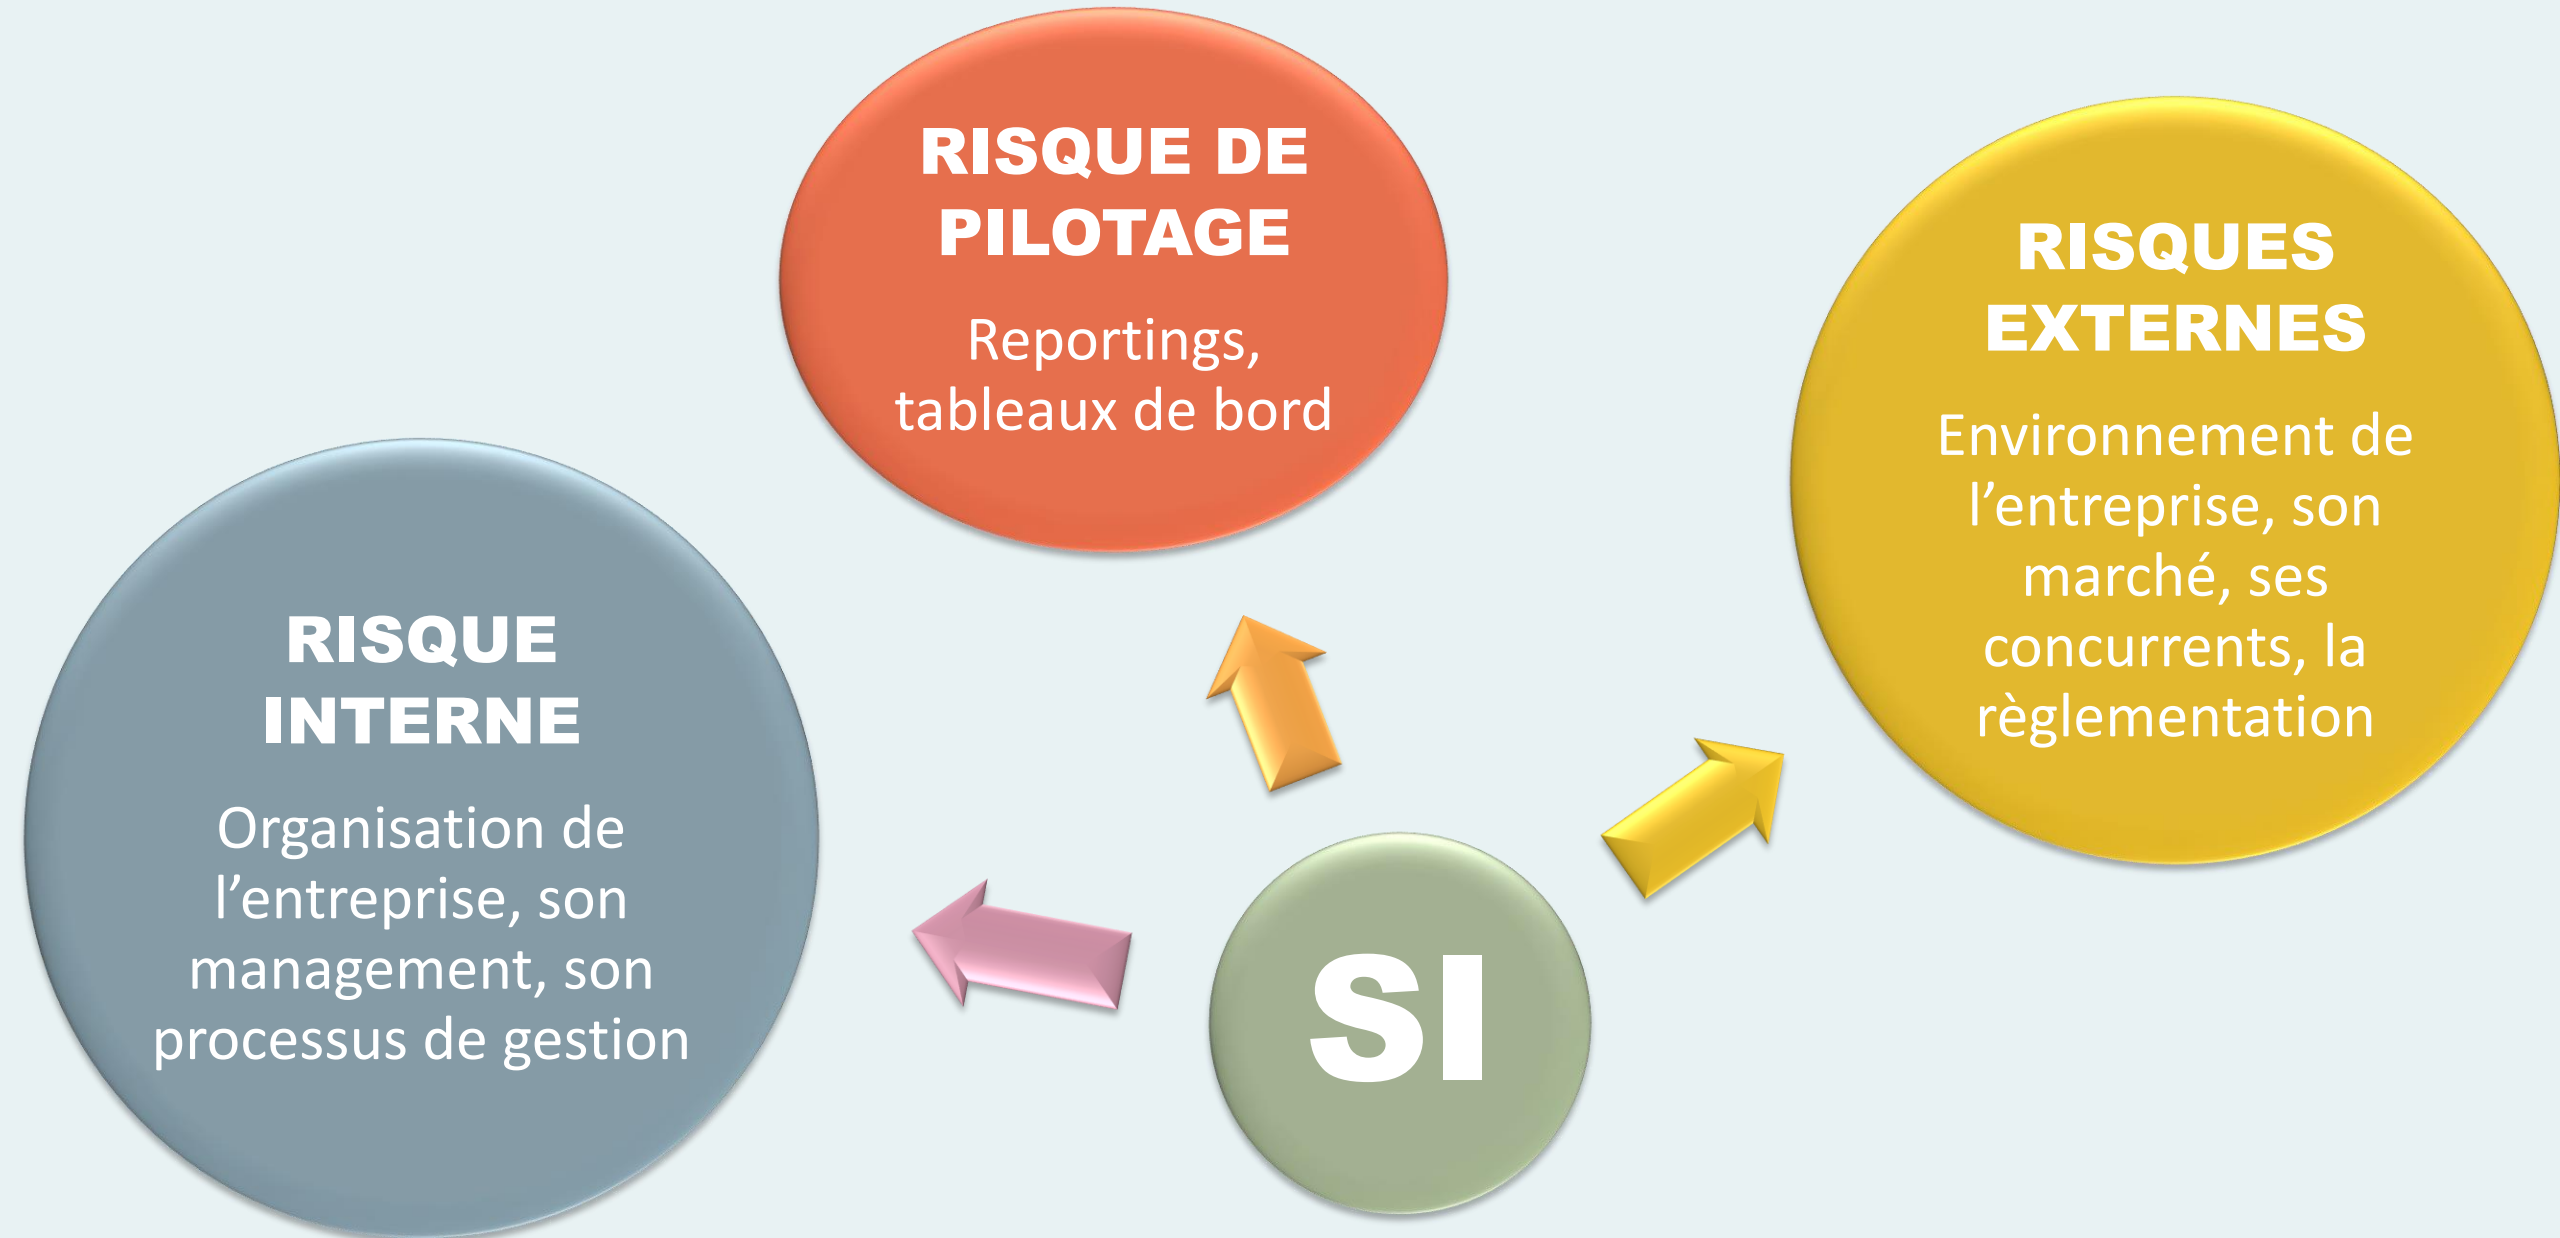 RISQUE DE
PILOTAGE
Reportings,
tableaux de bord
RISQUES
EXTERNES
Environnement de
l’entreprise, son
marché, ses
concurrents, la
règlementation
RISQUE
INTERNE
Organisation de
l’entreprise, son
management, son
processus de gestion
SI